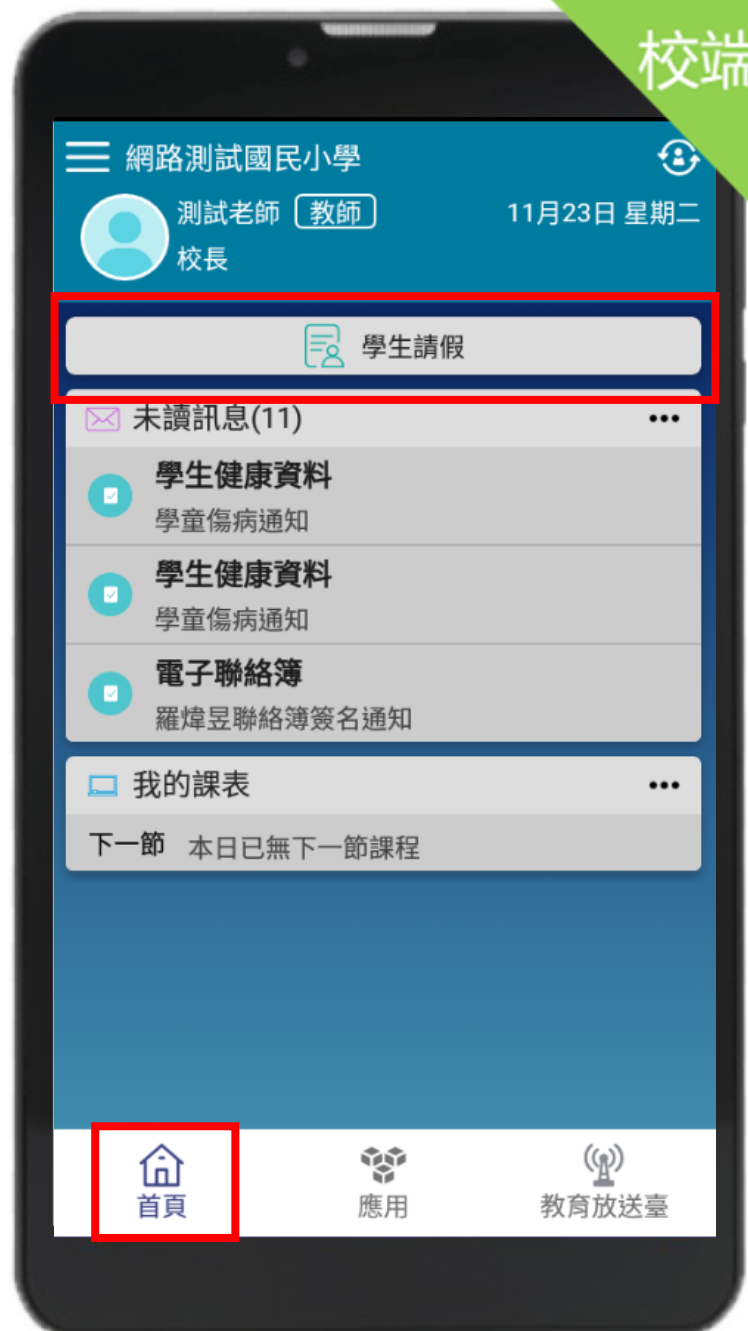 校端
網路測試國民小學
測試老師 教師 11月23日 星期二
校長
學生請假
未讀訊息(11)
學生健康資料
學童傷病通知
學生健康資料
學童傷病通知
電子聯絡簿
羅煒昱聯絡簿簽名通知
我的課表
下一節 本日已無下一節課程
首頁 應用 教育放送臺